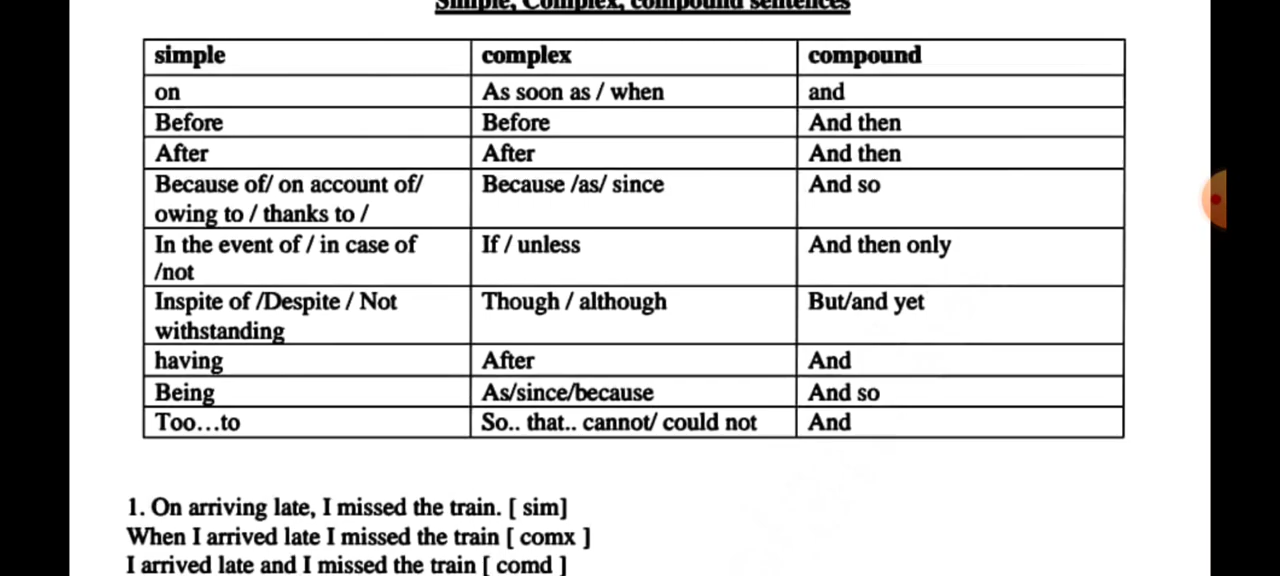 Simple, Complex, compound sentences
simple complex compound
on As soon as / when and
Before Before And then
After After And then
Because of/ on account of/ Because /as/ since And so
owing to / thanks to /
In the event of / in case of If / unless And then only
/not
Inspite of /Despite / Not Though / although But/and yet
withstanding
having After And
Being As/since/because And so
Too…to So.. that.. cannot/ could not And
1. On arriving late, I missed the train. [ sim]
When I arrived late I missed the train [ comx ]
I arrived late and I missed the train [ comd ]